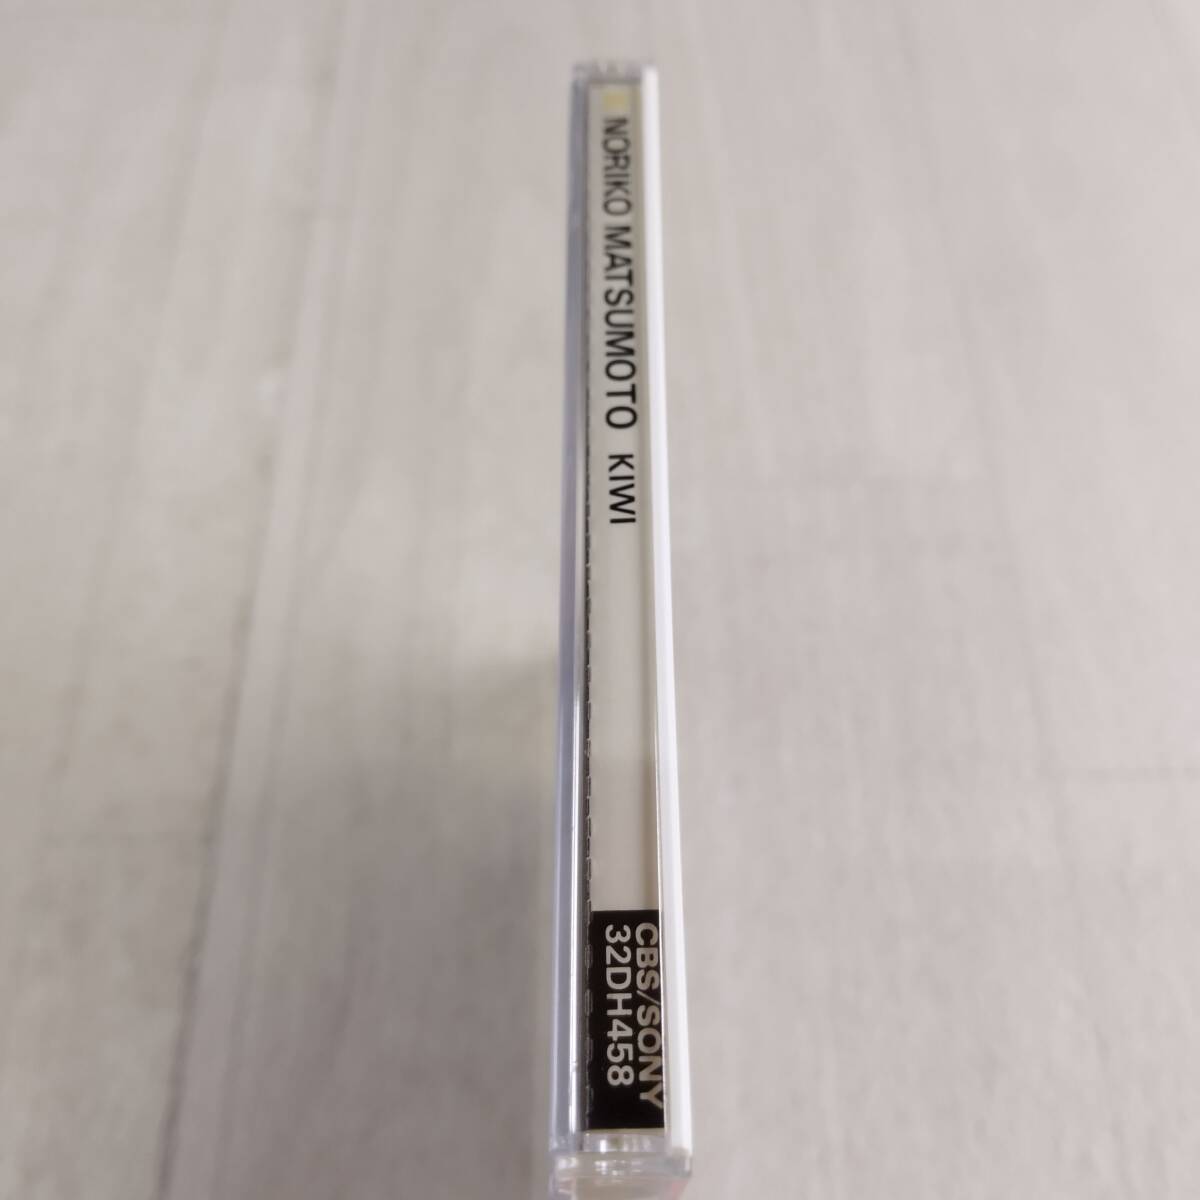 NORIKO MATSUMOTO KIWI
CBS/SONY
32DH458